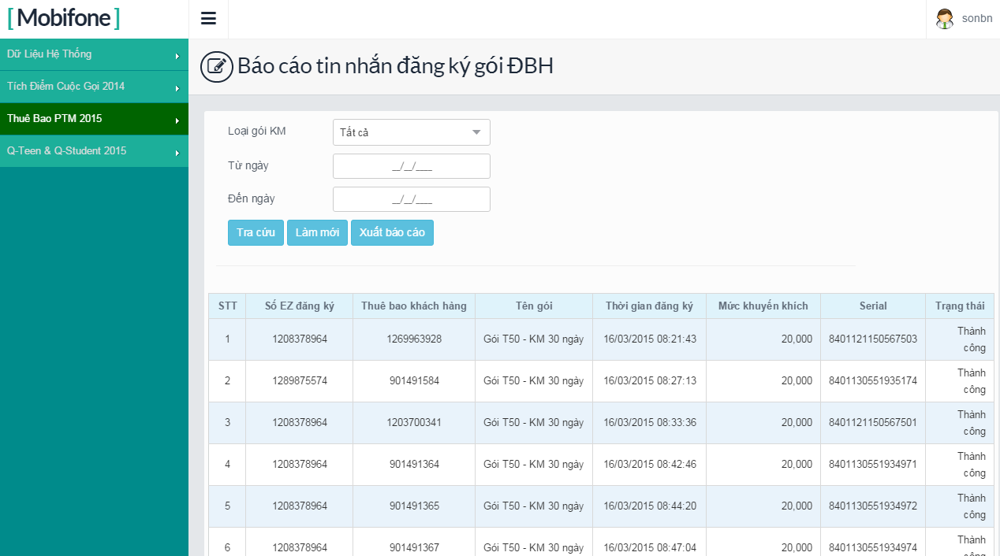 [ Mobifone ]
sonbn
Dữ Liệu Hệ Thống
Tích Điểm Cuộc Gọi 2014
Thuê Bao PTM 2015
Q-Teen & Q-Student 2015
Báo cáo tin nhắn đăng ký gói ĐBH
Loại gói KM Tất cả
Từ ngày __/__/____
Đến ngày __/__/____
Tra cứu Làm mới Xuất báo cáo
STT Số EZ đăng ký Thuê bao khách hàng Tên gói Thời gian đăng ký Mức khuyến khích Serial Trạng thái
1 1208378964 1269963928 Gói T50 - KM 30 ngày 16/03/2015 08:21:43 20,000 8401121150567503 Thành
công
2 1289875574 901491584 Gói T50 - KM 30 ngày 16/03/2015 08:27:13 20,000 8401130551935174 Thành
công
3 1208378964 1203700341 Gói T50 - KM 30 ngày 16/03/2015 08:33:36 20,000 8401121150567501 Thành
công
4 1208378964 901491364 Gói T50 - KM 30 ngày 16/03/2015 08:42:46 20,000 8401130551934971 Thành
công
5 1208378964 901491365 Gói T50 - KM 30 ngày 16/03/2015 08:44:20 20,000 8401130551934972 Thành
công
6 1208378964 901491367 Gói T50 - KM 30 ngày 16/03/2015 08:47:04 20,000 8401130551934974 Thành